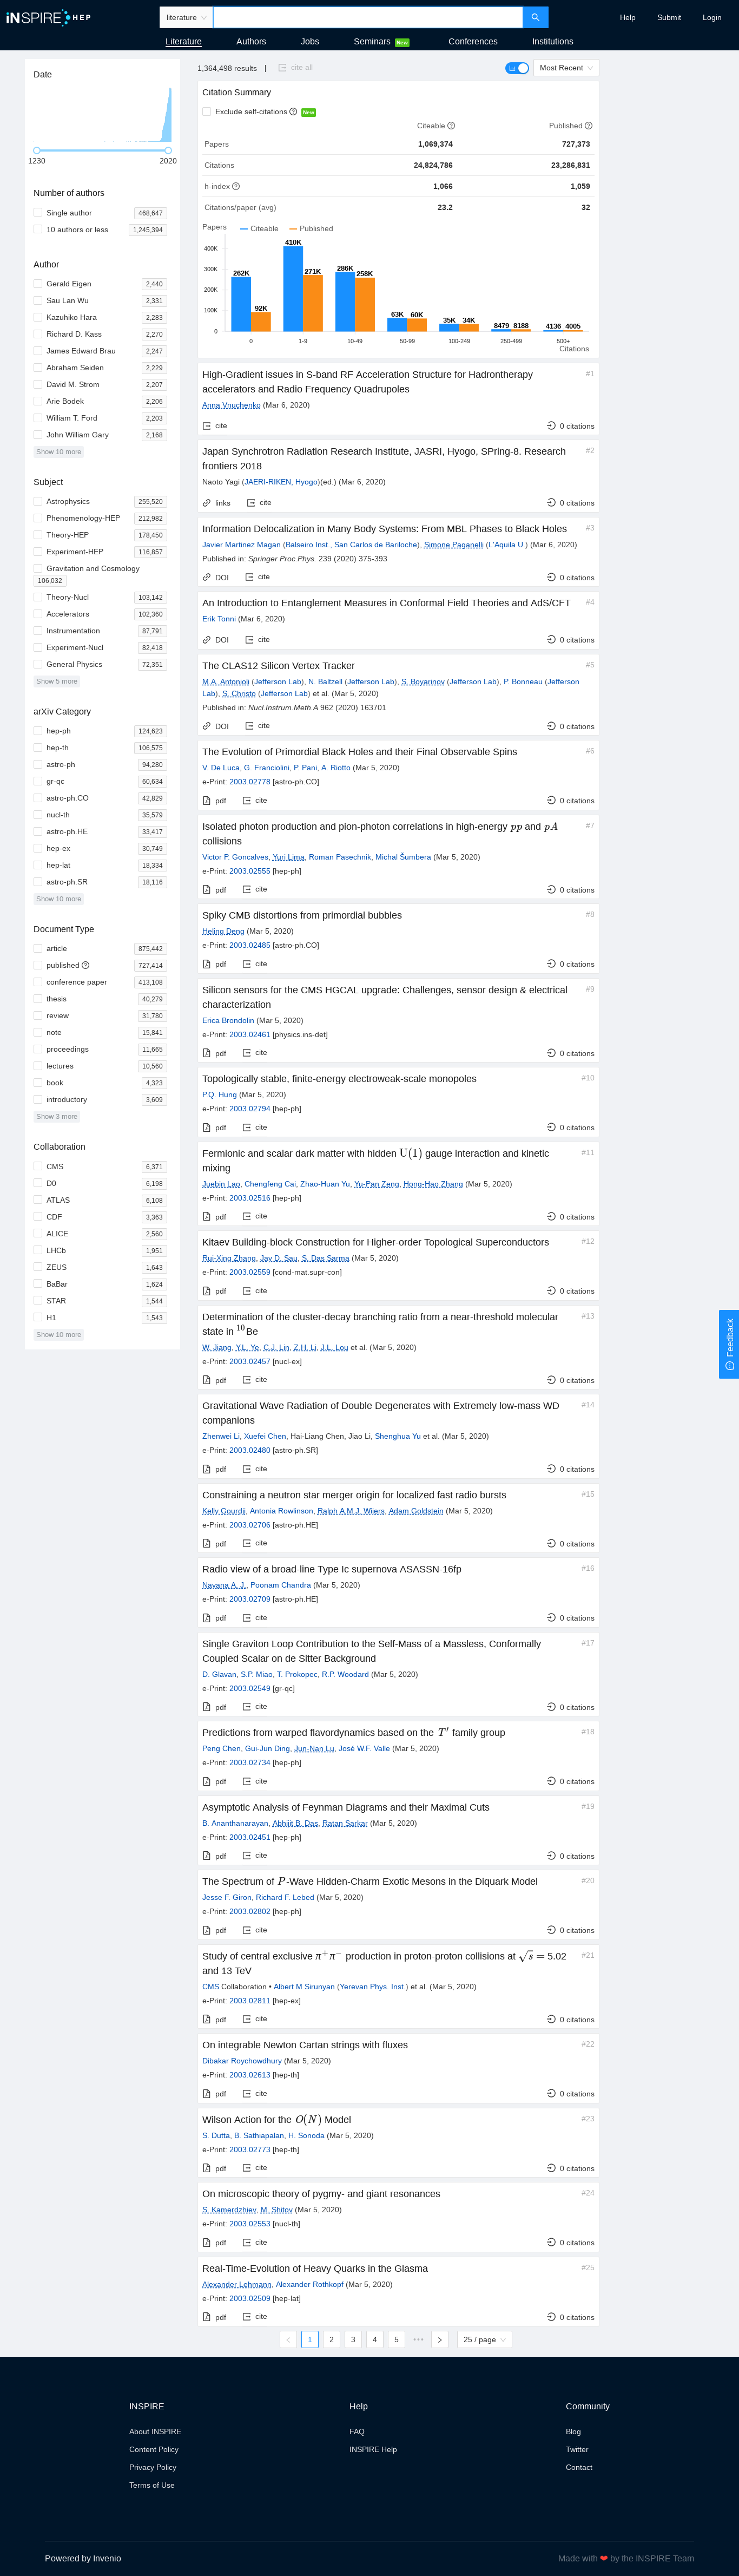 INSPIRE HEP
literature
Help Submit Login
Literature Authors Jobs Seminars New Conferences Institutions
Date
1230 2020
Number of authors
Single author 468,647
10 authors or less 1,245,394
Author
Gerald Eigen 2,440
Sau Lan Wu 2,331
Kazuhiko Hara 2,283
Richard D. Kass 2,270
James Edward Brau 2,247
Abraham Seiden 2,229
David M. Strom 2,207
Arie Bodek 2,206
William T. Ford 2,203
John William Gary 2,168
Show 10 more
Subject
Astrophysics 255,520
Phenomenology-HEP 212,982
Theory-HEP 178,450
Experiment-HEP 116,857
Gravitation and Cosmology
106,032
Theory-Nucl 103,142
Accelerators 102,360
Instrumentation 87,791
Experiment-Nucl 82,418
General Physics 72,351
Show 5 more
arXiv Category
hep-ph 124,623
hep-th 106,575
astro-ph 94,280
gr-qc 60,634
astro-ph.CO 42,829
nucl-th 35,579
astro-ph.HE 33,417
hep-ex 30,749
hep-lat 18,334
astro-ph.SR 18,116
Show 10 more
Document Type
article 875,442
published 727,414
conference paper 413,108
thesis 40,279
review 31,780
note 15,841
proceedings 11,665
lectures 10,560
book 4,323
introductory 3,609
Show 3 more
Collaboration
CMS 6,371
D0 6,198
ATLAS 6,108
CDF 3,363
ALICE 2,560
LHCb 1,951
ZEUS 1,643
BaBar 1,624
STAR 1,544
H1 1,543
Show 10 more
1,364,498 results | cite all
Most Recent
Citation Summary
Exclude self-citations New
Citeable Published
Papers 1,069,374 727,373
Citations 24,824,786 23,286,831
h-index 1,066 1,059
Citations/paper (avg) 23.2 32
Papers Citeable Published
400K
300K
200K
100K
0
262K 92K 410K 271K 286K 258K 63K 60K 35K 34K 8479 8188 4136 4005
0 1-9 10-49 50-99 100-249 250-499 500+
Citations
High-Gradient issues in S-band RF Acceleration Structure for Hadrontherapy #1
accelerators and Radio Frequency Quadrupoles
Anna Vnuchenko (Mar 6, 2020)
cite 0 citations
Japan Synchrotron Radiation Research Institute, JASRI, Hyogo, SPring-8. Research #2
frontiers 2018
Naoto Yagi (JAERI-RIKEN, Hyogo)(ed.) (Mar 6, 2020)
links cite 0 citations
Information Delocalization in Many Body Systems: From MBL Phases to Black Holes #3
Javier Martinez Magan (Balseiro Inst., San Carlos de Bariloche), Simone Paganelli (L'Aquila U.) (Mar 6, 2020)
Published in: Springer Proc.Phys. 239 (2020) 375-393
DOI cite 0 citations
An Introduction to Entanglement Measures in Conformal Field Theories and AdS/CFT #4
Erik Tonni (Mar 6, 2020)
DOI cite 0 citations
The CLAS12 Silicon Vertex Tracker #5
M.A. Antonioli (Jefferson Lab), N. Baltzell (Jefferson Lab), S. Boyarinov (Jefferson Lab), P. Bonneau (Jefferson
Lab), S. Christo (Jefferson Lab) et al. (Mar 5, 2020)
Published in: Nucl.Instrum.Meth.A 962 (2020) 163701
DOI cite 0 citations
The Evolution of Primordial Black Holes and their Final Observable Spins #6
V. De Luca, G. Franciolini, P. Pani, A. Riotto (Mar 5, 2020)
e-Print: 2003.02778 [astro-ph.CO]
pdf cite 0 citations
Isolated photon production and pion-photon correlations in high-energy pp and pA #7
collisions
Victor P. Goncalves, Yuri Lima, Roman Pasechnik, Michal Šumbera (Mar 5, 2020)
e-Print: 2003.02555 [hep-ph]
pdf cite 0 citations
Spiky CMB distortions from primordial bubbles #8
Heling Deng (Mar 5, 2020)
e-Print: 2003.02485 [astro-ph.CO]
pdf cite 0 citations
Silicon sensors for the CMS HGCAL upgrade: Challenges, sensor design & electrical #9
characterization
Erica Brondolin (Mar 5, 2020)
e-Print: 2003.02461 [physics.ins-det]
pdf cite 0 citations
Topologically stable, finite-energy electroweak-scale monopoles #10
P.Q. Hung (Mar 5, 2020)
e-Print: 2003.02794 [hep-ph]
pdf cite 0 citations
Fermionic and scalar dark matter with hidden U(1) gauge interaction and kinetic #11
mixing
Juebin Lao, Chengfeng Cai, Zhao-Huan Yu, Yu-Pan Zeng, Hong-Hao Zhang (Mar 5, 2020)
e-Print: 2003.02516 [hep-ph]
pdf cite 0 citations
Kitaev Building-block Construction for Higher-order Topological Superconductors #12
Rui-Xing Zhang, Jay D. Sau, S. Das Sarma (Mar 5, 2020)
e-Print: 2003.02559 [cond-mat.supr-con]
pdf cite 0 citations
Determination of the cluster-decay branching ratio from a near-threshold molecular #13
state in ¹⁰Be
W. Jiang, Y.L. Ye, C.J. Lin, Z.H. Li, J.L. Lou et al. (Mar 5, 2020)
e-Print: 2003.02457 [nucl-ex]
pdf cite 0 citations
Gravitational Wave Radiation of Double Degenerates with Extremely low-mass WD #14
companions
Zhenwei Li, Xuefei Chen, Hai-Liang Chen, Jiao Li, Shenghua Yu et al. (Mar 5, 2020)
e-Print: 2003.02480 [astro-ph.SR]
pdf cite 0 citations
Constraining a neutron star merger origin for localized fast radio bursts #15
Kelly Gourdji, Antonia Rowlinson, Ralph A.M.J. Wijers, Adam Goldstein (Mar 5, 2020)
e-Print: 2003.02706 [astro-ph.HE]
pdf cite 0 citations
Radio view of a broad-line Type Ic supernova ASASSN-16fp #16
Nayana A. J., Poonam Chandra (Mar 5, 2020)
e-Print: 2003.02709 [astro-ph.HE]
pdf cite 0 citations
Single Graviton Loop Contribution to the Self-Mass of a Massless, Conformally #17
Coupled Scalar on de Sitter Background
D. Glavan, S.P. Miao, T. Prokopec, R.P. Woodard (Mar 5, 2020)
e-Print: 2003.02549 [gr-qc]
pdf cite 0 citations
Predictions from warped flavordynamics based on the T′ family group #18
Peng Chen, Gui-Jun Ding, Jun-Nan Lu, José W.F. Valle (Mar 5, 2020)
e-Print: 2003.02734 [hep-ph]
pdf cite 0 citations
Asymptotic Analysis of Feynman Diagrams and their Maximal Cuts #19
B. Ananthanarayan, Abhijit B. Das, Ratan Sarkar (Mar 5, 2020)
e-Print: 2003.02451 [hep-ph]
pdf cite 0 citations
The Spectrum of P-Wave Hidden-Charm Exotic Mesons in the Diquark Model #20
Jesse F. Giron, Richard F. Lebed (Mar 5, 2020)
e-Print: 2003.02802 [hep-ph]
pdf cite 0 citations
Study of central exclusive π⁺π⁻ production in proton-proton collisions at √s = 5.02 #21
and 13 TeV
CMS Collaboration • Albert M Sirunyan (Yerevan Phys. Inst.) et al. (Mar 5, 2020)
e-Print: 2003.02811 [hep-ex]
pdf cite 0 citations
On integrable Newton Cartan strings with fluxes #22
Dibakar Roychowdhury (Mar 5, 2020)
e-Print: 2003.02613 [hep-th]
pdf cite 0 citations
Wilson Action for the O(N) Model #23
S. Dutta, B. Sathiapalan, H. Sonoda (Mar 5, 2020)
e-Print: 2003.02773 [hep-th]
pdf cite 0 citations
On microscopic theory of pygmy- and giant resonances #24
S. Kamerdzhiev, M. Shitov (Mar 5, 2020)
e-Print: 2003.02553 [nucl-th]
pdf cite 0 citations
Real-Time-Evolution of Heavy Quarks in the Glasma #25
Alexander Lehmann, Alexander Rothkopf (Mar 5, 2020)
e-Print: 2003.02509 [hep-lat]
pdf cite 0 citations
1 2 3 4 5 ••• 25 / page
Feedback
INSPIRE Help Community
About INSPIRE FAQ Blog
Content Policy INSPIRE Help Twitter
Privacy Policy Contact
Terms of Use
Powered by Invenio Made with ❤ by the INSPIRE Team